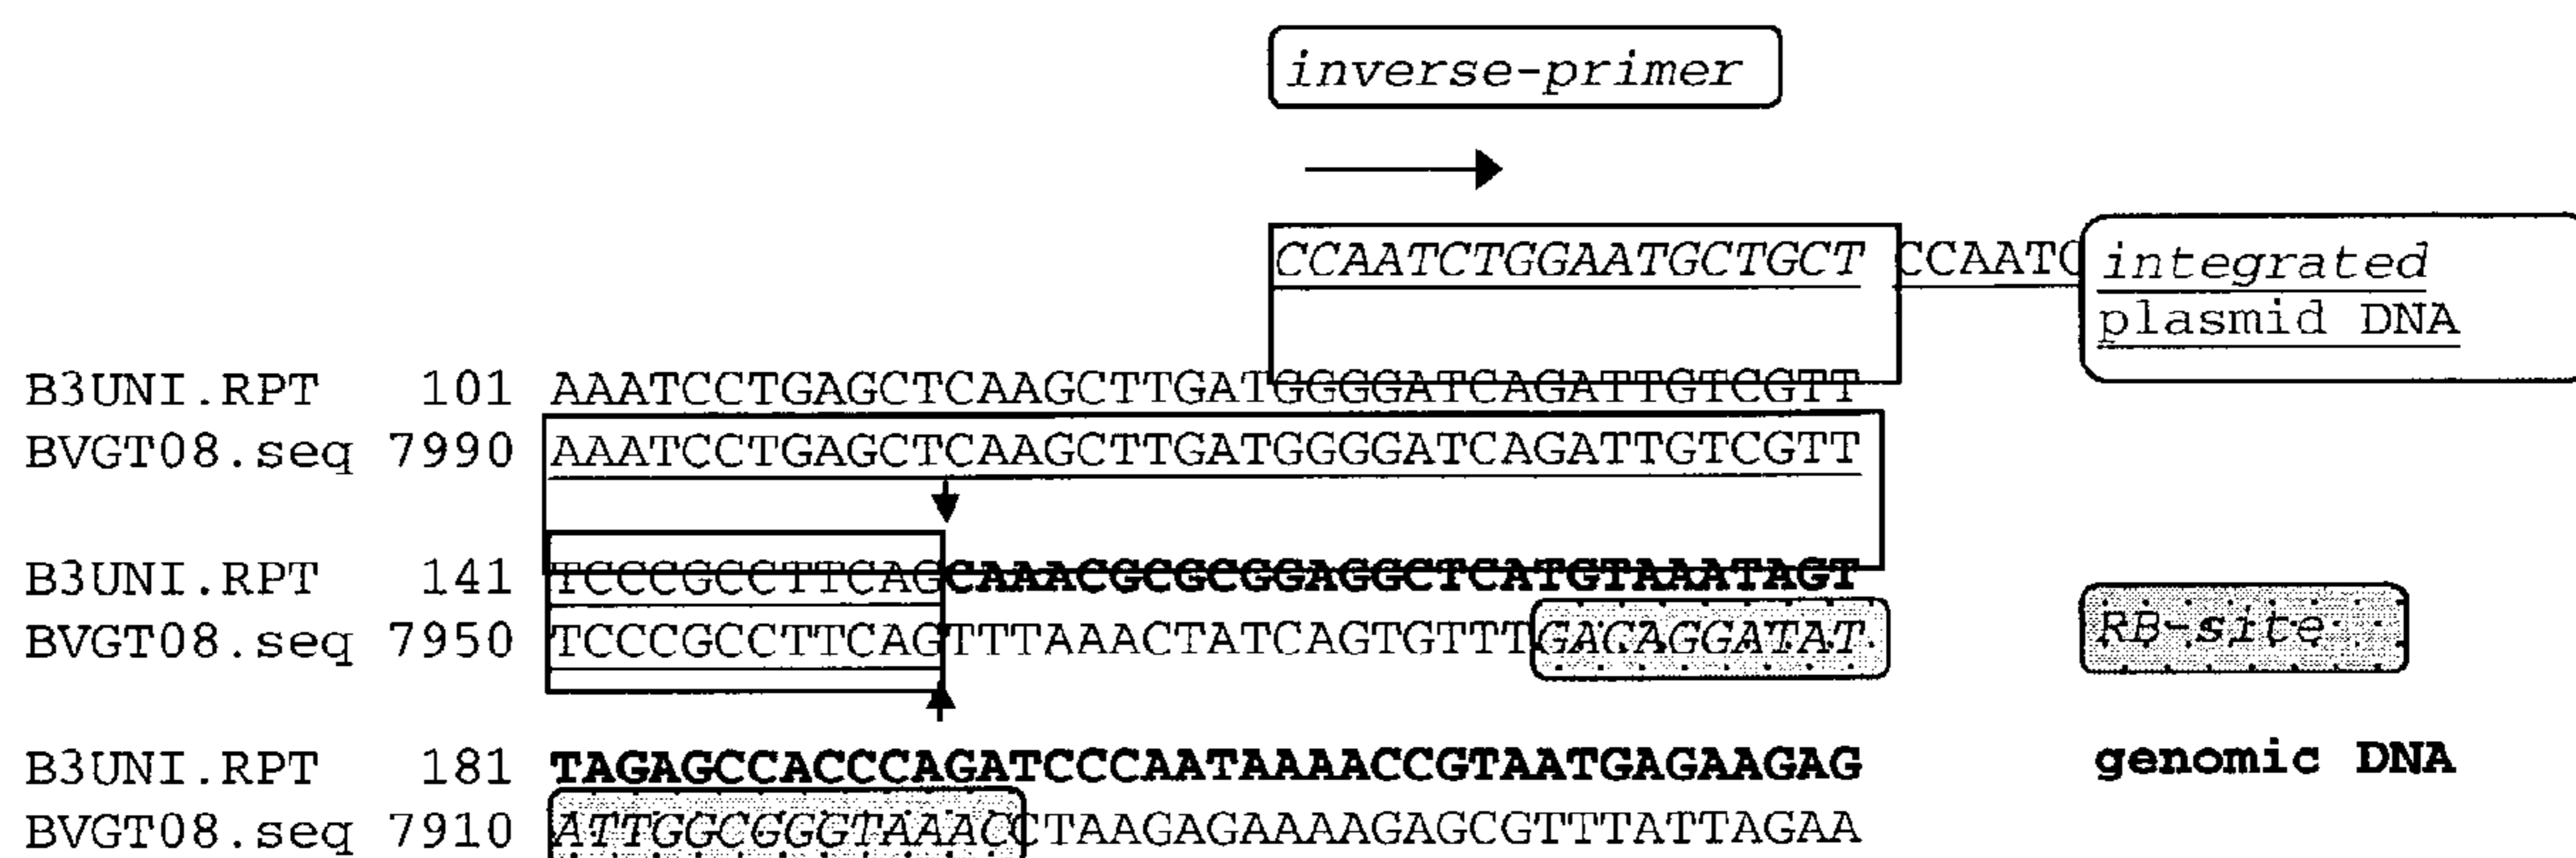 inverse-primer
CCAATCTGGAATGCTGCT CCAATC
integrated
plasmid DNA
B3UNI.RPT 101 AAATCCTGAGCTCAAGCTTGATGGGGATCAGATTGTCGTT
BVGT08.seq 7990 AAATCCTGAGCTCAAGCTTGATGGGGATCAGATTGTCGTT
B3UNI.RPT 141 TCCCGCCTTCAGCAAACGCGCGGAGGCTCATGTAAATAGT
BVGT08.seq 7950 TCCCGCCTTCAGTTTAAACTATCAGTGTTTGACAGGATAT
RB-site
B3UNI.RPT 181 TAGAGCCACCCAGATCCCAATAAAACCGTAATGAGAAGAG
genomic DNA
BVGT08.seq 7910 ATTGGCGGGTAAACCTAAGAGAAAAGAGCGTTTATTAGAA